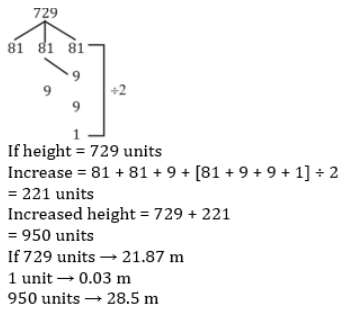 729
81 81 81
9
9 ÷2
9
1
If height = 729 units
Increase = 81 + 81 + 9 + [81 + 9 + 9 + 1] ÷ 2
= 221 units
Increased height = 729 + 221
= 950 units
If 729 units → 21.87 m
1 unit → 0.03 m
950 units → 28.5 m